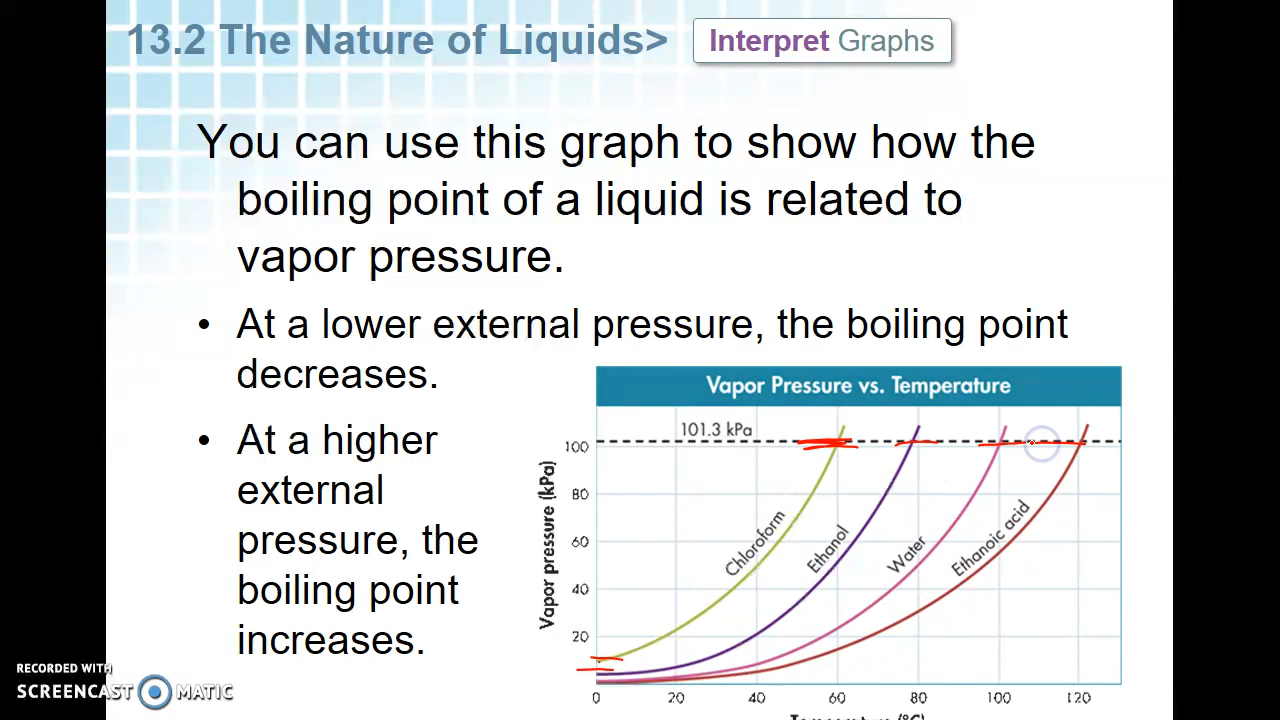 13.2 The Nature of Liquids> Interpret Graphs
You can use this graph to show how the
boiling point of a liquid is related to
vapor pressure.
• At a lower external pressure, the boiling point
decreases.
• At a higher
external
pressure, the
boiling point
increases.
Vapor Pressure vs. Temperature
101.3 kPa
Vapor pressure (kPa)
100
80
60
40
20
Chloroform
Ethanol
Water
Ethanoic acid
0 20 40 60 80 100 120
Temperature (°C)
RECORDED WITH
SCREENCAST MATIC